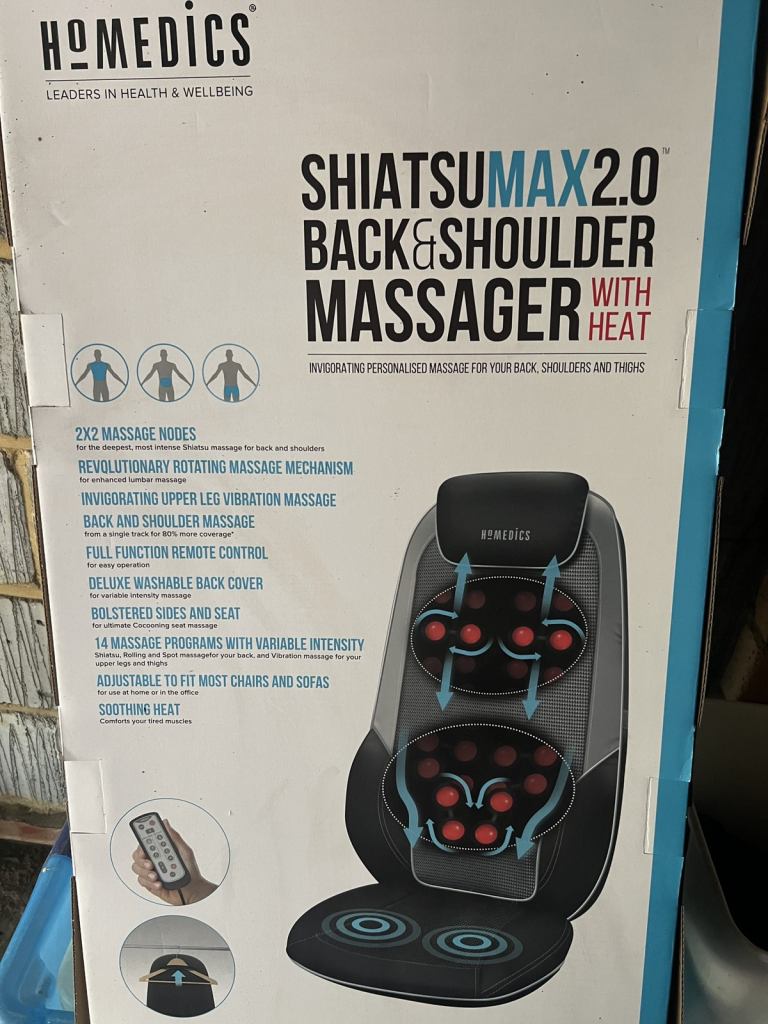 HOMEDICS®
LEADERS IN HEALTH & WELLBEING
SHIATSUMAX2.0™
BACK&SHOULDER
MASSAGER WITH HEAT
INVIGORATING PERSONALISED MASSAGE FOR YOUR BACK, SHOULDERS AND THIGHS
2X2 MASSAGE NODES
for the deepest, most intense Shiatsu massage for back and shoulders
REVOLUTIONARY ROTATING MASSAGE MECHANISM
for enhanced lumbar massage
INVIGORATING UPPER LEG VIBRATION MASSAGE
BACK AND SHOULDER MASSAGE
from a single track for 80% more coverage*
FULL FUNCTION REMOTE CONTROL
for easy operation
DELUXE WASHABLE BACK COVER
for variable intensity massage
BOLSTERED SIDES AND SEAT
for ultimate Cocooning seat massage
14 MASSAGE PROGRAMS WITH VARIABLE INTENSITY
Shiatsu, Rolling and Spot massagefor your back, and Vibration massage for your
upper legs and thighs
ADJUSTABLE TO FIT MOST CHAIRS AND SOFAS
for use at home or in the office
SOOTHING HEAT
Comforts your tired muscles
HOMEDICS